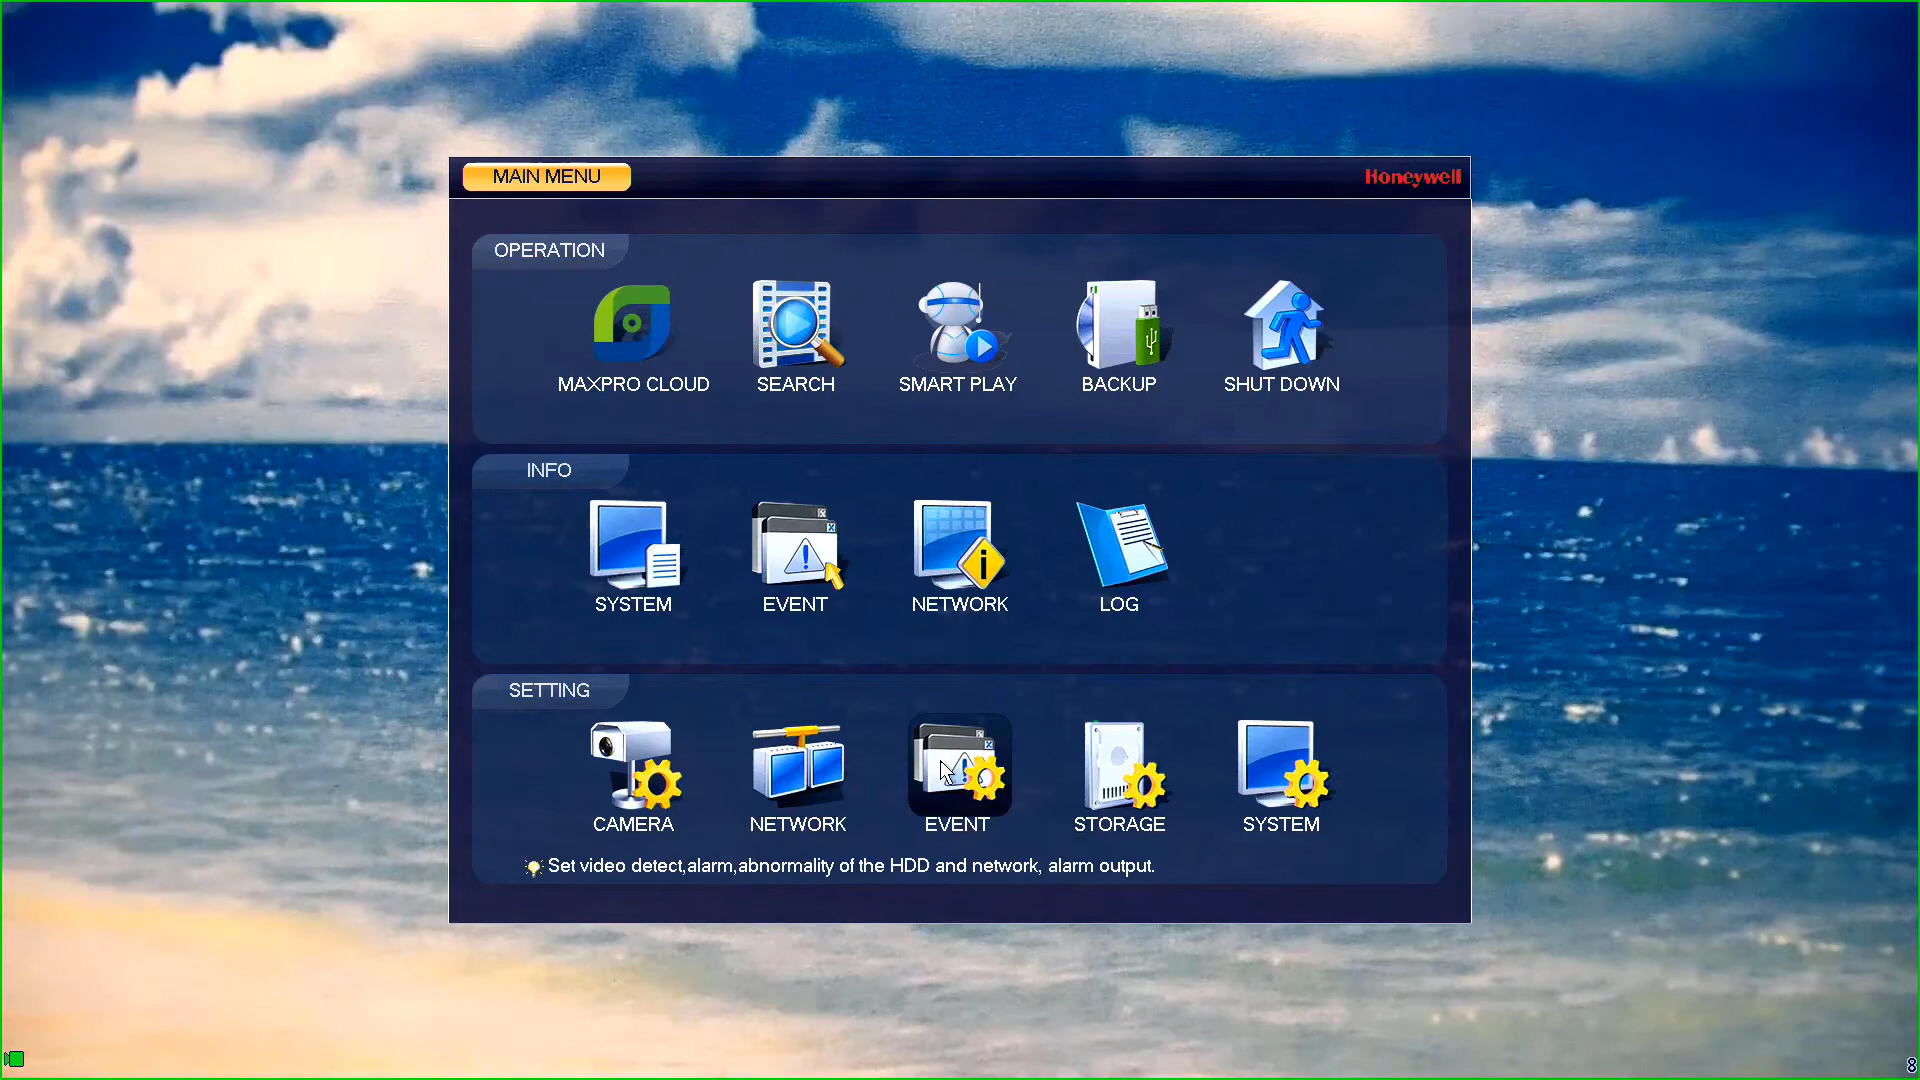 MAIN MENU
Honeywell
OPERATION
MAXPRO CLOUD
SEARCH
SMART PLAY
BACKUP
SHUT DOWN
INFO
SYSTEM
EVENT
NETWORK
LOG
SETTING
CAMERA
NETWORK
EVENT
STORAGE
SYSTEM
Set video detect,alarm,abnormality of the HDD and network, alarm output.
8